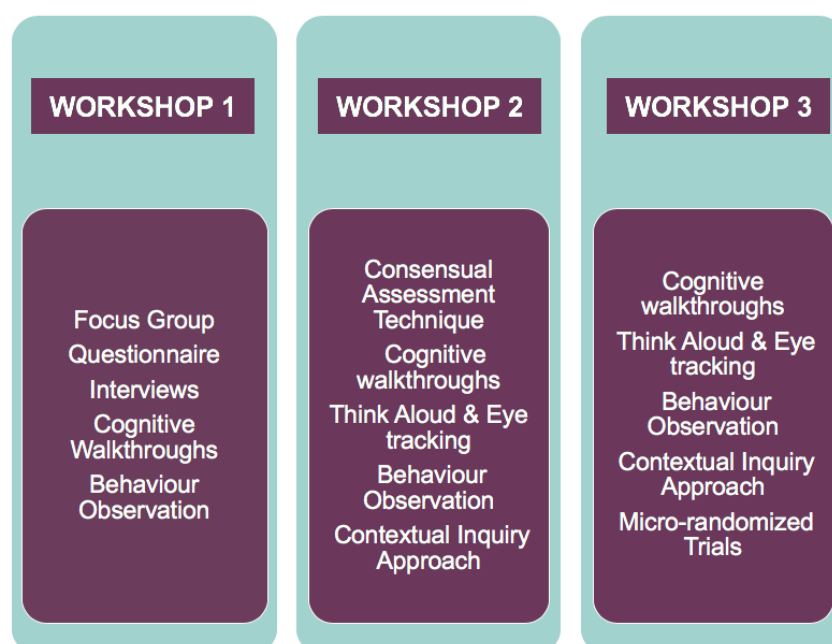 WORKSHOP 1
Focus Group
Questionnaire
Interviews
Cognitive
Walkthroughs
Behaviour
Observation
WORKSHOP 2
Consensual
Assessment
Technique
Cognitive
walkthroughs
Think Aloud & Eye
tracking
Behaviour
Observation
Contextual Inquiry
Approach
WORKSHOP 3
Cognitive
walkthroughs
Think Aloud & Eye
tracking
Behaviour
Observation
Contextual Inquiry
Approach
Micro-randomized
Trials